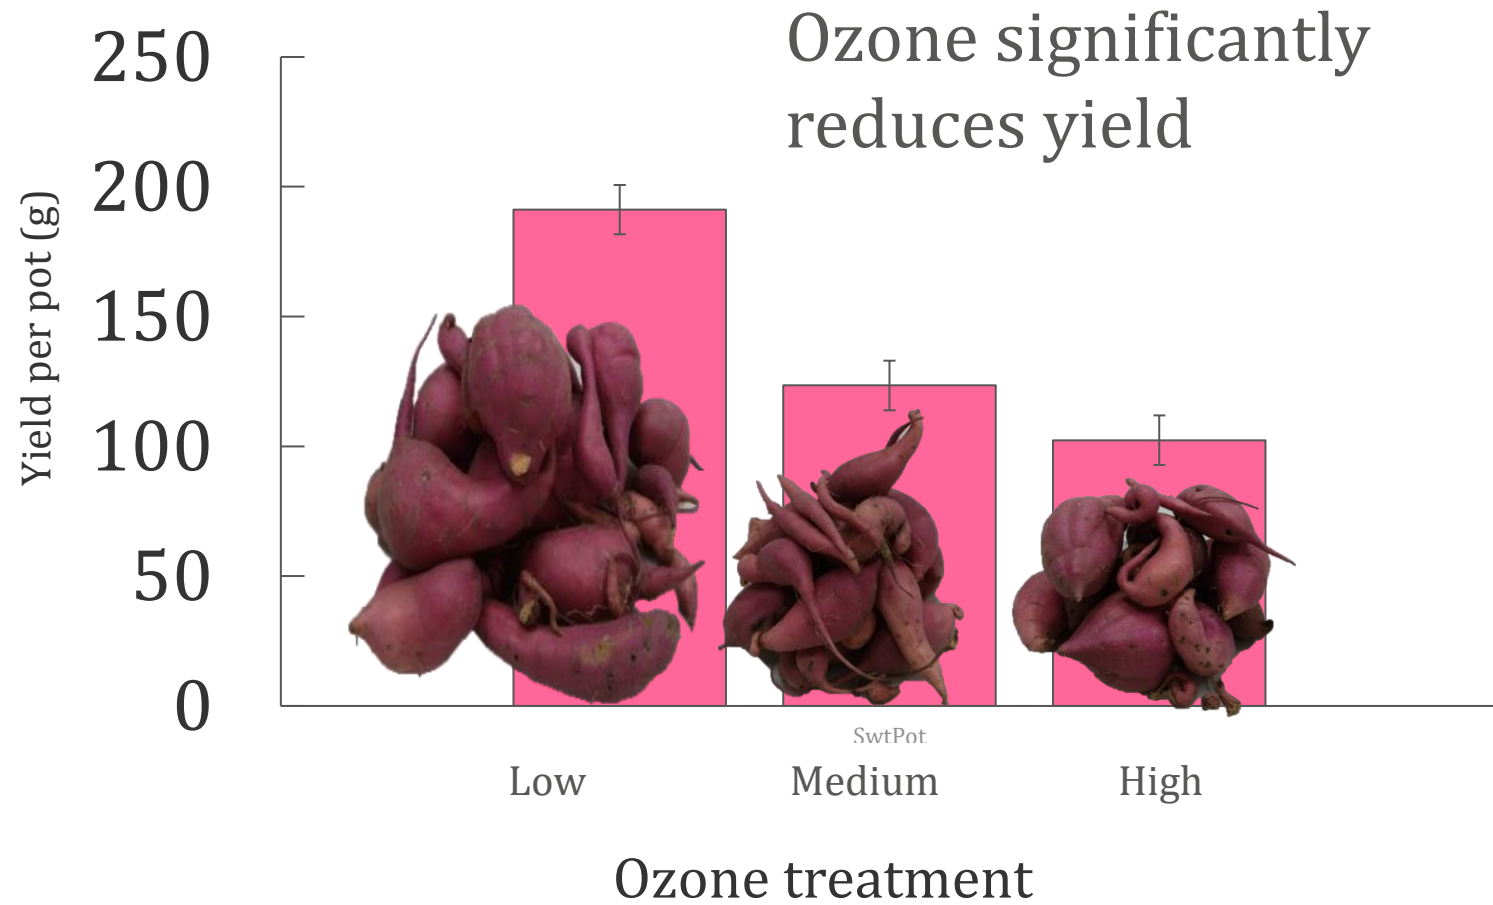 Ozone significantly
reduces yield
250
200
150
100
50
0
Yield per pot (g)
SwtPot
Low
Medium
High
Ozone treatment